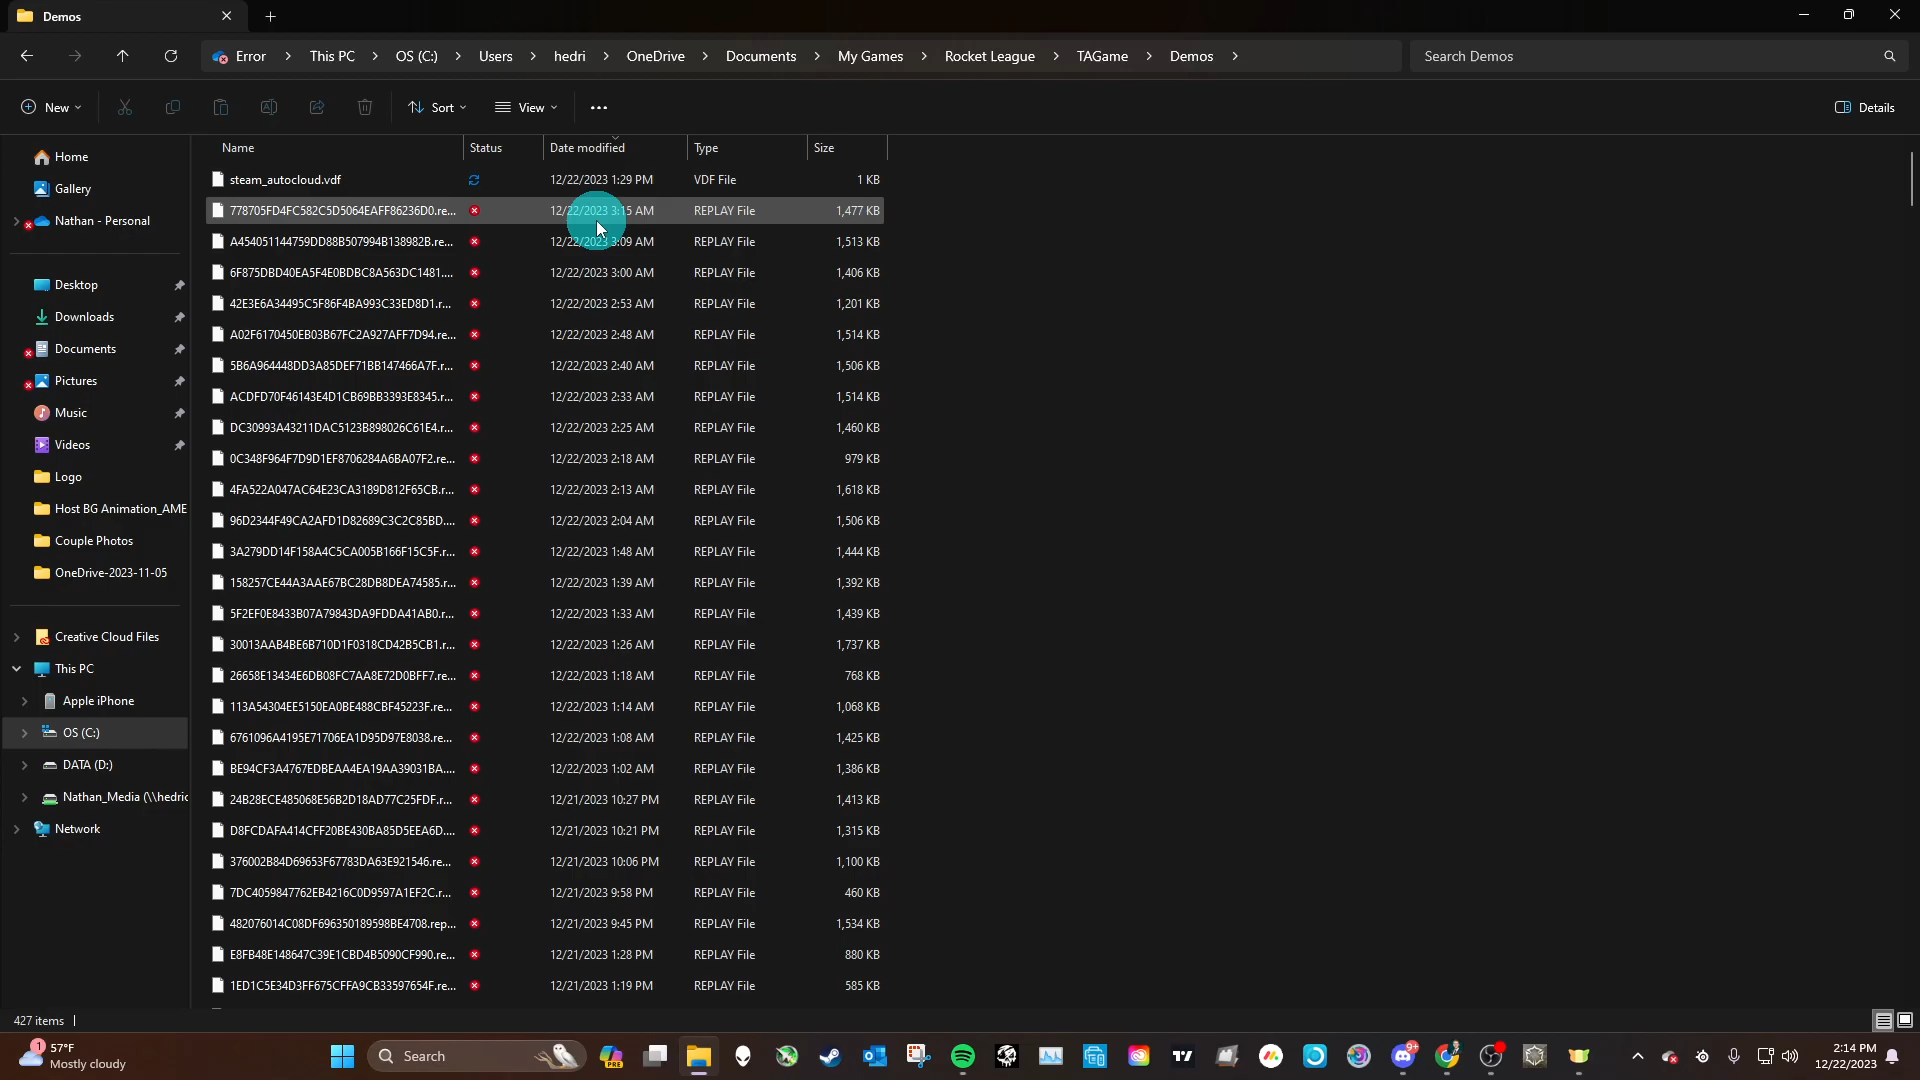 Demos
Error > This PC > OS (C:) > Users > hedri > OneDrive > Documents > My Games > Rocket League > TAGame > Demos >
Search Demos
New
Sort
View
Details
Name Status Date modified Type Size
Home
Gallery
Nathan - Personal
Desktop
Downloads
Documents
Pictures
Music
Videos
Logo
Host BG Animation_AME
Couple Photos
OneDrive-2023-11-05
Creative Cloud Files
This PC
Apple iPhone
OS (C:)
DATA (D:)
Nathan_Media (\\hedric
Network
steam_autocloud.vdf 12/22/2023 1:29 PM VDF File 1 KB
778705FD4FC582C5D5064EAFF86236D0.re... 12/22/2023 3:15 AM REPLAY File 1,477 KB
A454051144759DD88B507994B138982B.re... 12/22/2023 3:09 AM REPLAY File 1,513 KB
6F875DBD40EA5F4E0BDBC8A563DC1481.... 12/22/2023 3:00 AM REPLAY File 1,406 KB
42E3E6A34495C5F86F4BA993C33ED8D1.r... 12/22/2023 2:53 AM REPLAY File 1,201 KB
A02F6170450EB03B67FC2A927AFF7D94.re... 12/22/2023 2:48 AM REPLAY File 1,514 KB
5B6A964448DD3A85DEF71BB147466A7F.r... 12/22/2023 2:40 AM REPLAY File 1,506 KB
ACDFD70F46143E4D1CB69BB3393E8345.r... 12/22/2023 2:33 AM REPLAY File 1,514 KB
DC30993A43211DAC5123B898026C61E4.r... 12/22/2023 2:25 AM REPLAY File 1,460 KB
0C348F964F7D9D1EF8706284A6BA07F2.re... 12/22/2023 2:18 AM REPLAY File 979 KB
4FA522A047AC64E23CA3189D812F65CB.r... 12/22/2023 2:13 AM REPLAY File 1,618 KB
96D2344F49CA2AFD1D82689C3C2C85BD.... 12/22/2023 2:04 AM REPLAY File 1,506 KB
3A279DD14F158A4C5CA005B166F15C5F.r... 12/22/2023 1:48 AM REPLAY File 1,444 KB
158257CE44A3AAE67BC28DB8DEA74585.r... 12/22/2023 1:39 AM REPLAY File 1,392 KB
5F2EF0E8433B07A79843DA9FDDA41AB0.r... 12/22/2023 1:33 AM REPLAY File 1,439 KB
30013AAB4BE6B710D1F0318CD42B5CB1.r... 12/22/2023 1:26 AM REPLAY File 1,737 KB
26658E13434E6DB08FC7AA8E72D0BFF7.re... 12/22/2023 1:18 AM REPLAY File 768 KB
113A54304EE5150EA0BE488CBF45223F.re... 12/22/2023 1:14 AM REPLAY File 1,068 KB
6761096A4195E71706EA1D95D97E8038.re... 12/22/2023 1:08 AM REPLAY File 1,425 KB
BE94CF3A4767EDBEAA4EA19AA39031BA.... 12/22/2023 1:02 AM REPLAY File 1,386 KB
24B28ECE485068E56B2D18AD77C25FDF.r... 12/21/2023 10:27 PM REPLAY File 1,413 KB
D8FCDAFA414CFF20BE430BA85D5EEA6D.... 12/21/2023 10:21 PM REPLAY File 1,315 KB
376002B84D69653F67783DA63E921546.re... 12/21/2023 10:06 PM REPLAY File 1,100 KB
7DC4059847762EB4216C0D9597A1EF2C.r... 12/21/2023 9:58 PM REPLAY File 460 KB
482076014C08DF696350189598BE4708.rep... 12/21/2023 9:45 PM REPLAY File 1,534 KB
E8FB48E148647C39E1CBD4B5090CF990.re... 12/21/2023 1:28 PM REPLAY File 880 KB
1ED1C5E34D3FF675CFFA9CB33597654F.re... 12/21/2023 1:19 PM REPLAY File 585 KB
427 items
1
57°F
Mostly cloudy
Search
PRE
9+
2:14 PM
12/22/2023